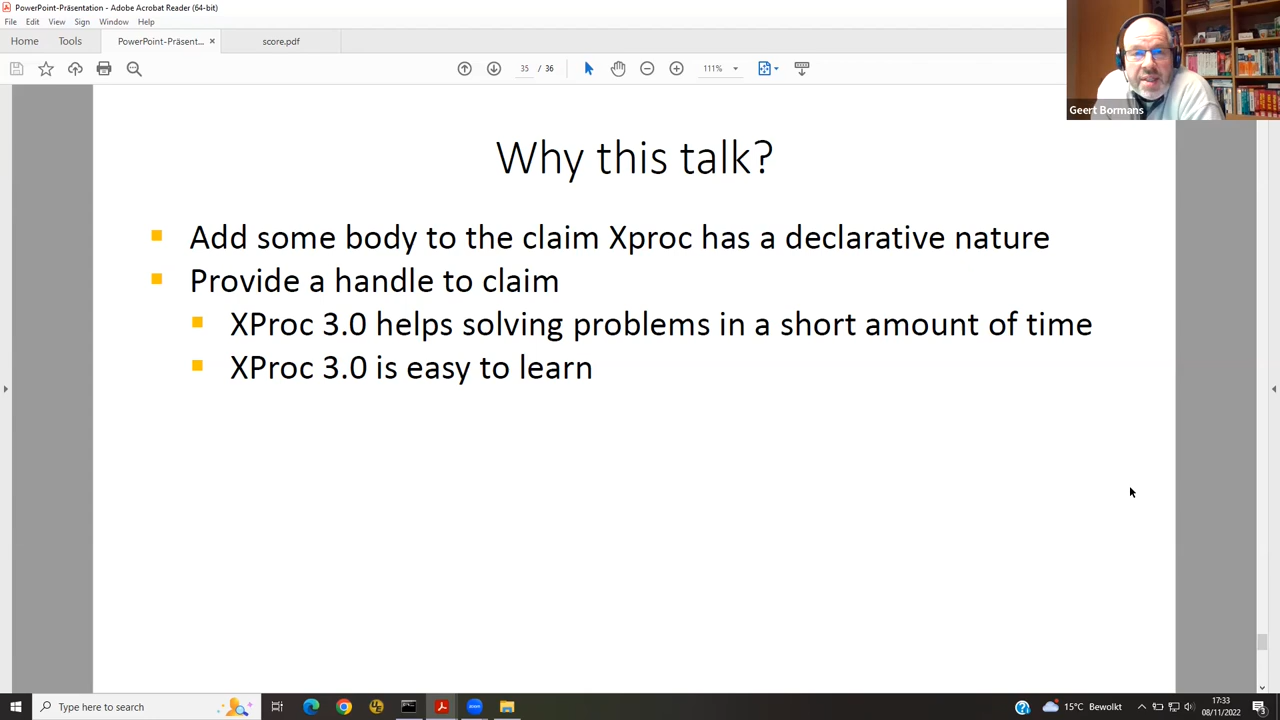 PowerPoint-Präsentation - Adobe Acrobat Reader (64-bit)
File Edit View Sign Window Help
Home Tools PowerPoint-Präsent... × score.pdf
35 / 36 111%
Geert Bormans
Why this talk?
Add some body to the claim Xproc has a declarative nature
Provide a handle to claim
XProc 3.0 helps solving problems in a short amount of time
XProc 3.0 is easy to learn
Type here to search
15°C Bewolkt
17:33
08/11/2022
3